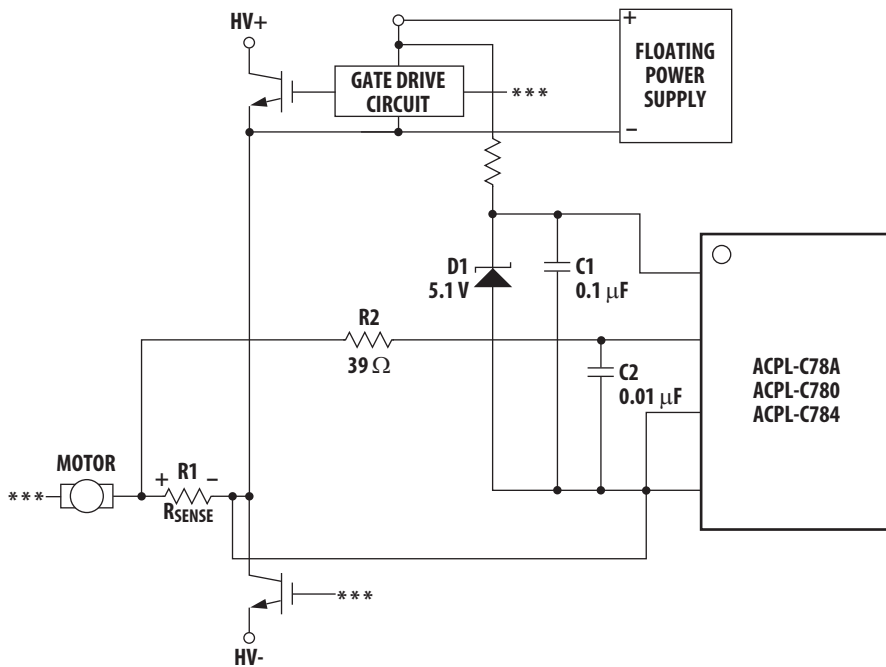 HV+
+
FLOATING
POWER
SUPPLY
GATE DRIVE
CIRCUIT
***
−
D1
5.1 V
C1
0.1 μF
R2
39 Ω
C2
0.01 μF
ACPL-C78A
ACPL-C780
ACPL-C784
MOTOR
***
+ R1 −
RSENSE
***
HV-